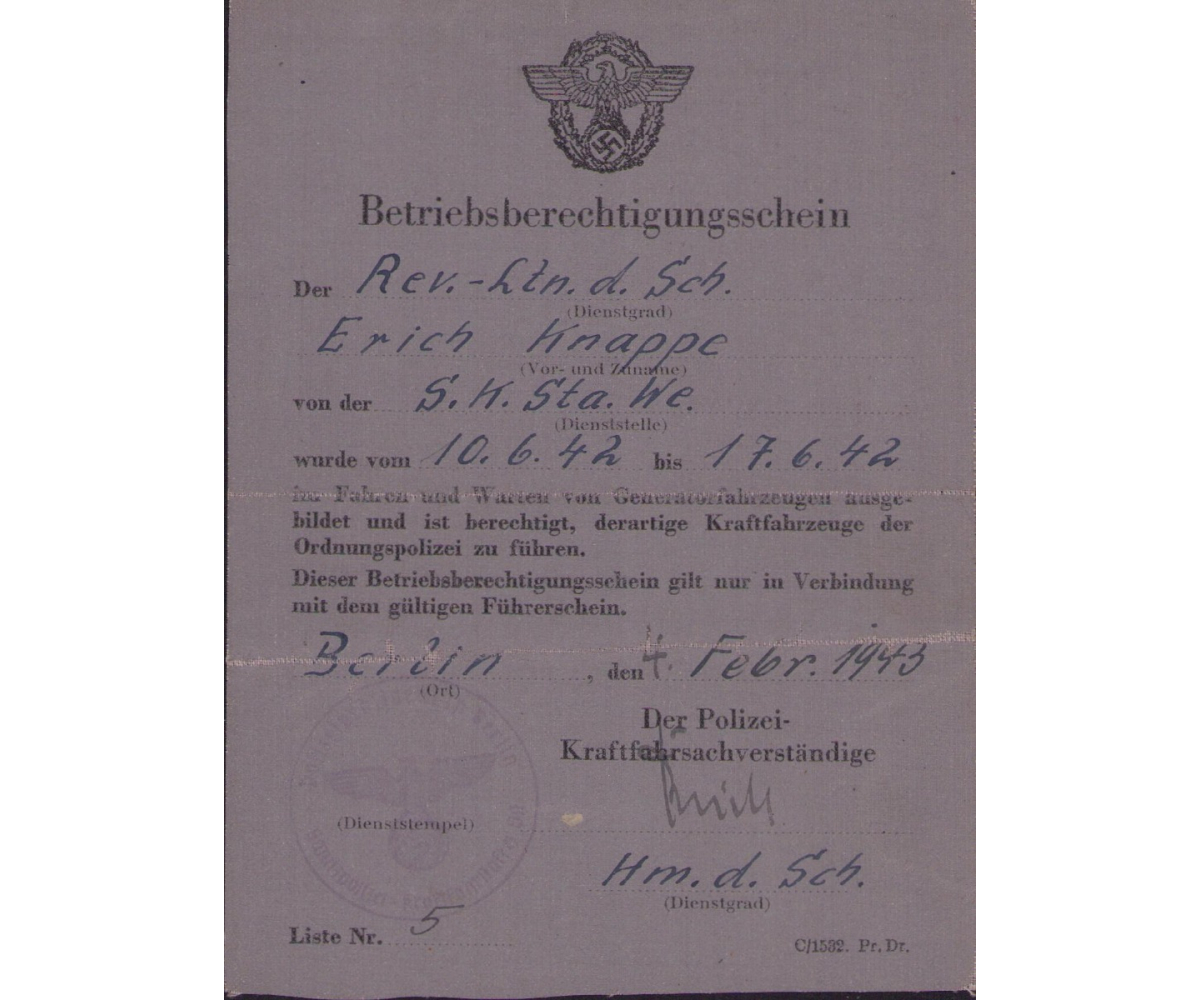 Betriebsberechtigungsschein
Der Rev.-Ltn. d. Sch.
(Dienstgrad)
Erich Knappe
(Vor- und Zuname)
von der S. K. Sta. We.
(Dienststelle)
wurde vom 10. 6. 42 bis 17. 6. 42
im Fahren und Warten von Generatorfahrzeugen ausge-
bildet und ist berechtigt, derartige Kraftfahrzeuge der
Ordnungspolizei zu führen.
Dieser Betriebsberechtigungsschein gilt nur in Verbindung
mit dem gültigen Führerschein.
Berlin, den 4. Febr. 1943
(Ort)
Der Polizei-
Kraftfahrsachverständige
(Dienststempel)
Hm. d. Sch.
(Dienstgrad)
Liste Nr. 5
C/1532. Pr. Dr.